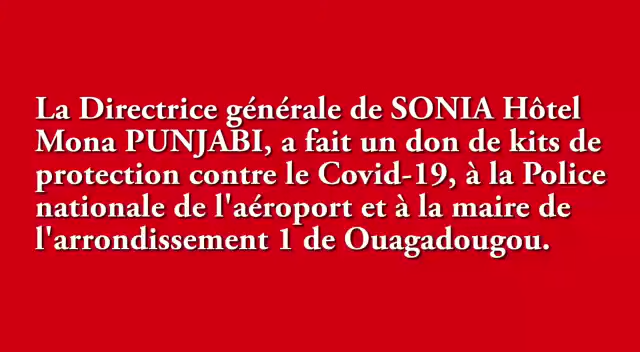 La Directrice générale de SONIA Hôtel
Mona PUNJABI, a fait un don de kits de
protection contre le Covid-19, à la Police
nationale de l'aéroport et à la maire de
l'arrondissement 1 de Ouagadougou.